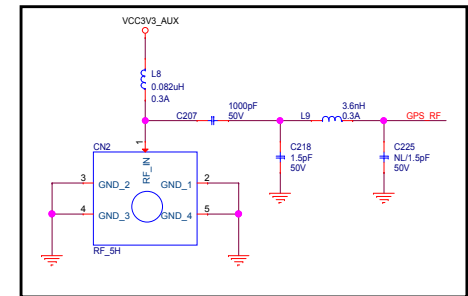 VCC3V3_AUX
L8
0.082uH
0.3A
C207
1000pF
50V
L9
3.6nH
0.3A
GPS_RF
1
CN2
RF_IN
C218
1.5pF
50V
C225
NL/1.5pF
50V
3
GND_2
GND_1
2
4
GND_3
GND_4
5
RF_5H